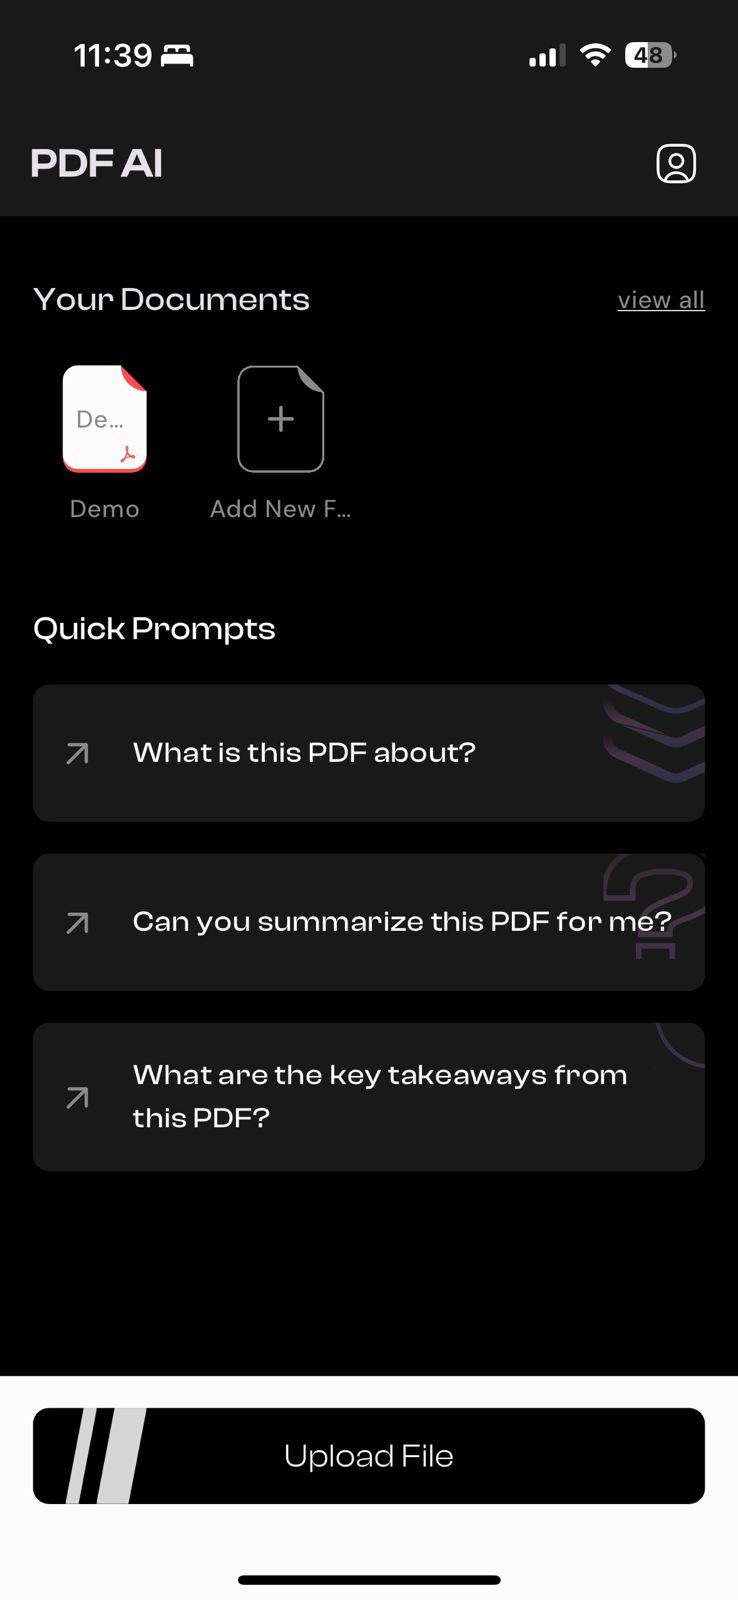 11:39
48
PDF AI
Your Documents
view all
De...
Demo
Add New F...
Quick Prompts
What is this PDF about?
Can you summarize this PDF for me?
What are the key takeaways from
this PDF?
Upload File